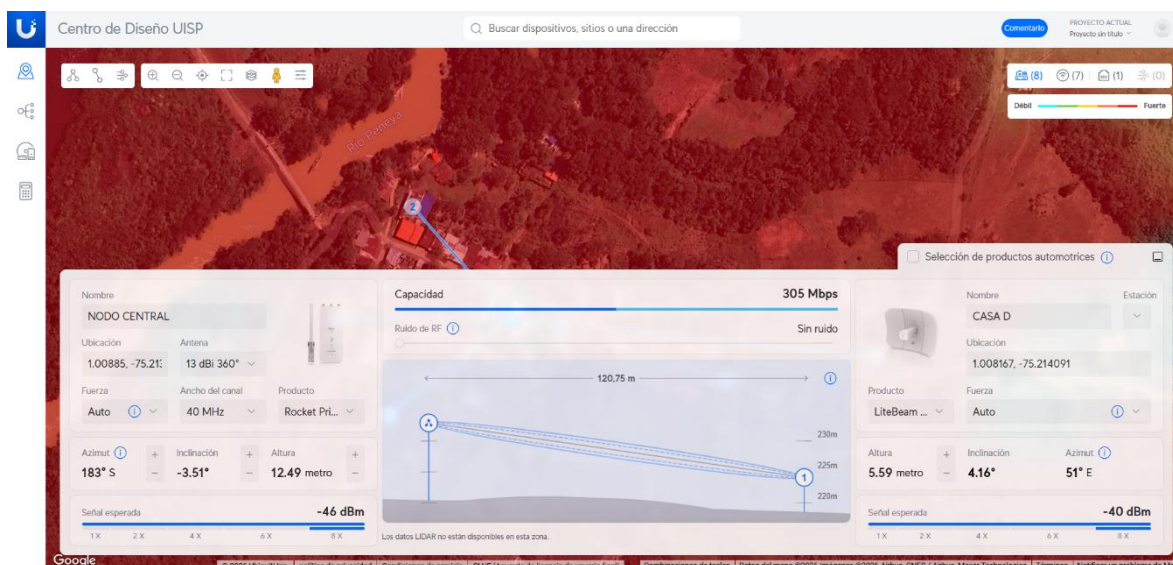 Centro de Diseño UISP
Buscar dispositivos, sitios o una dirección
Comentario
PROYECTO ACTUAL
Proyecto sin título
(8) (7) (1) (0)
Débil Fuerte
Río Peneya
2
Selección de productos automotrices
Nombre
NODO CENTRAL
Ubicación Antena
1.00885, -75.21: 13 dBi 360°
Fuerza Ancho del canal Producto
Auto 40 MHz Rocket Pri...
Azimut Inclinación Altura
183° S -3.51° 12.49 metro
Señal esperada -46 dBm
1X 2X 4X 6X 8X
Capacidad 305 Mbps
Ruido de RF Sin ruido
120,75 m
230m
225m
1
220m
Los datos LIDAR no están disponibles en esta zona.
Nombre Estación
CASA D
Ubicación
1.008167, -75.214091
Producto Fuerza
LiteBeam ... Auto
Altura Inclinación Azimut
5.59 metro 4.16° 51° E
Señal esperada -40 dBm
1X 2X 4X 6X 8X
Google